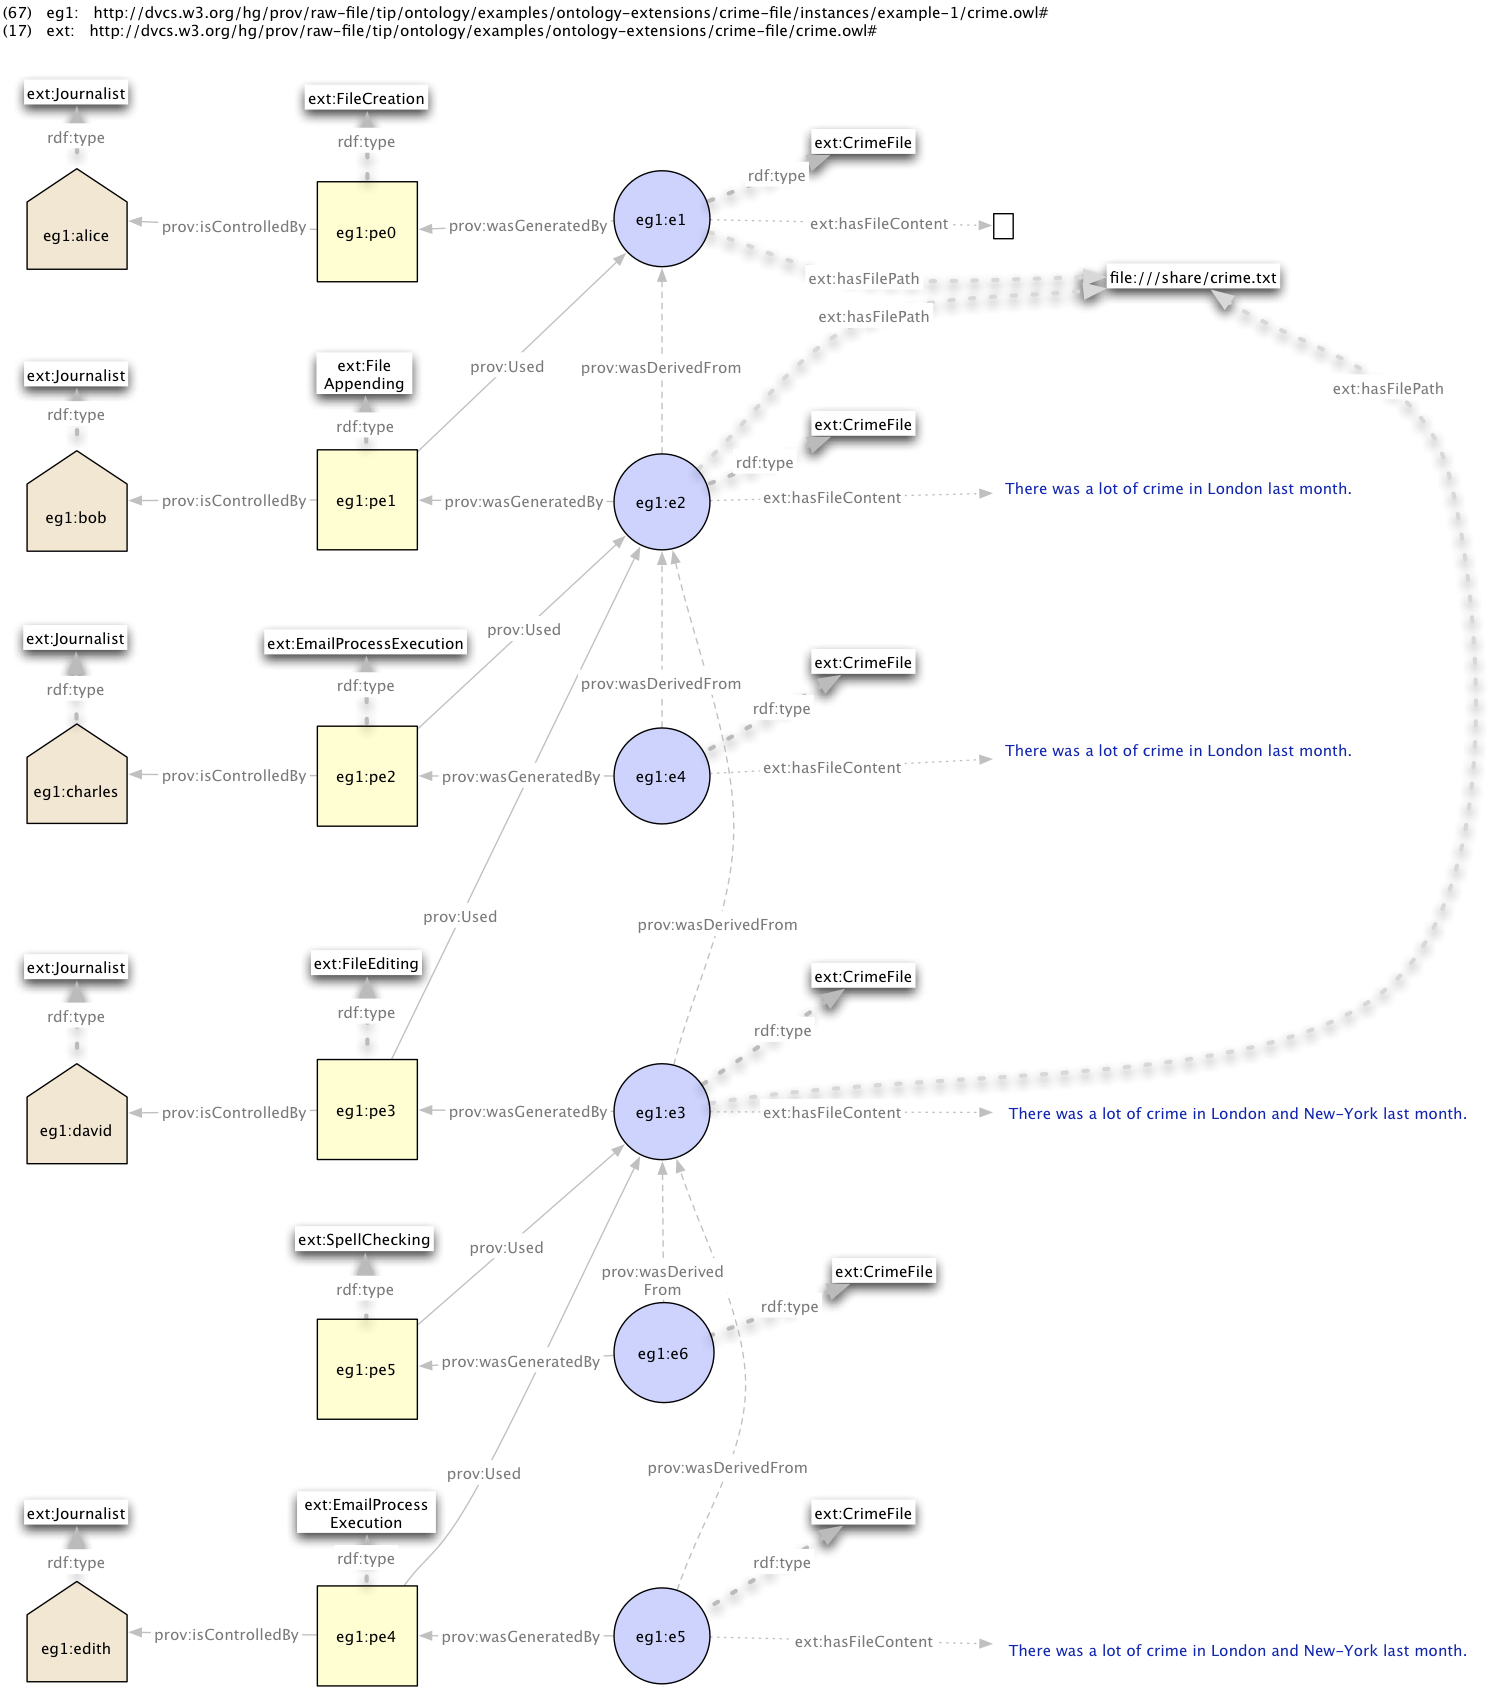 (67) eg1: http://dvcs.w3.org/hg/prov/raw-file/tip/ontology/examples/ontology-extensions/crime-file/instances/example-1/crime.owl#
(17) ext: http://dvcs.w3.org/hg/prov/raw-file/tip/ontology/examples/ontology-extensions/crime-file/crime.owl#
ext:Journalist
ext:FileCreation
rdf:type
rdf:type
ext:CrimeFile
rdf:type
eg1:alice
prov:isControlledBy
eg1:pe0
prov:wasGeneratedBy
eg1:e1
ext:hasFileContent
ext:hasFilePath
file:///share/crime.txt
ext:hasFilePath
ext:Journalist
ext:File
Appending
prov:Used
prov:wasDerivedFrom
ext:hasFilePath
rdf:type
rdf:type
ext:CrimeFile
rdf:type
eg1:bob
prov:isControlledBy
eg1:pe1
prov:wasGeneratedBy
eg1:e2
ext:hasFileContent
There was a lot of crime in London last month.
ext:Journalist
ext:EmailProcessExecution
prov:Used
ext:CrimeFile
rdf:type
rdf:type
prov:wasDerivedFrom
rdf:type
eg1:charles
prov:isControlledBy
eg1:pe2
prov:wasGeneratedBy
eg1:e4
ext:hasFileContent
There was a lot of crime in London last month.
prov:Used
prov:wasDerivedFrom
ext:Journalist
ext:FileEditing
ext:CrimeFile
rdf:type
rdf:type
rdf:type
eg1:david
prov:isControlledBy
eg1:pe3
prov:wasGeneratedBy
eg1:e3
ext:hasFileContent
There was a lot of crime in London and New-York last month.
ext:SpellChecking
prov:Used
rdf:type
prov:wasDerived
From
ext:CrimeFile
rdf:type
eg1:pe5
prov:wasGeneratedBy
eg1:e6
prov:Used
prov:wasDerivedFrom
ext:Journalist
ext:EmailProcess
Execution
ext:CrimeFile
rdf:type
rdf:type
rdf:type
eg1:edith
prov:isControlledBy
eg1:pe4
prov:wasGeneratedBy
eg1:e5
ext:hasFileContent
There was a lot of crime in London and New-York last month.